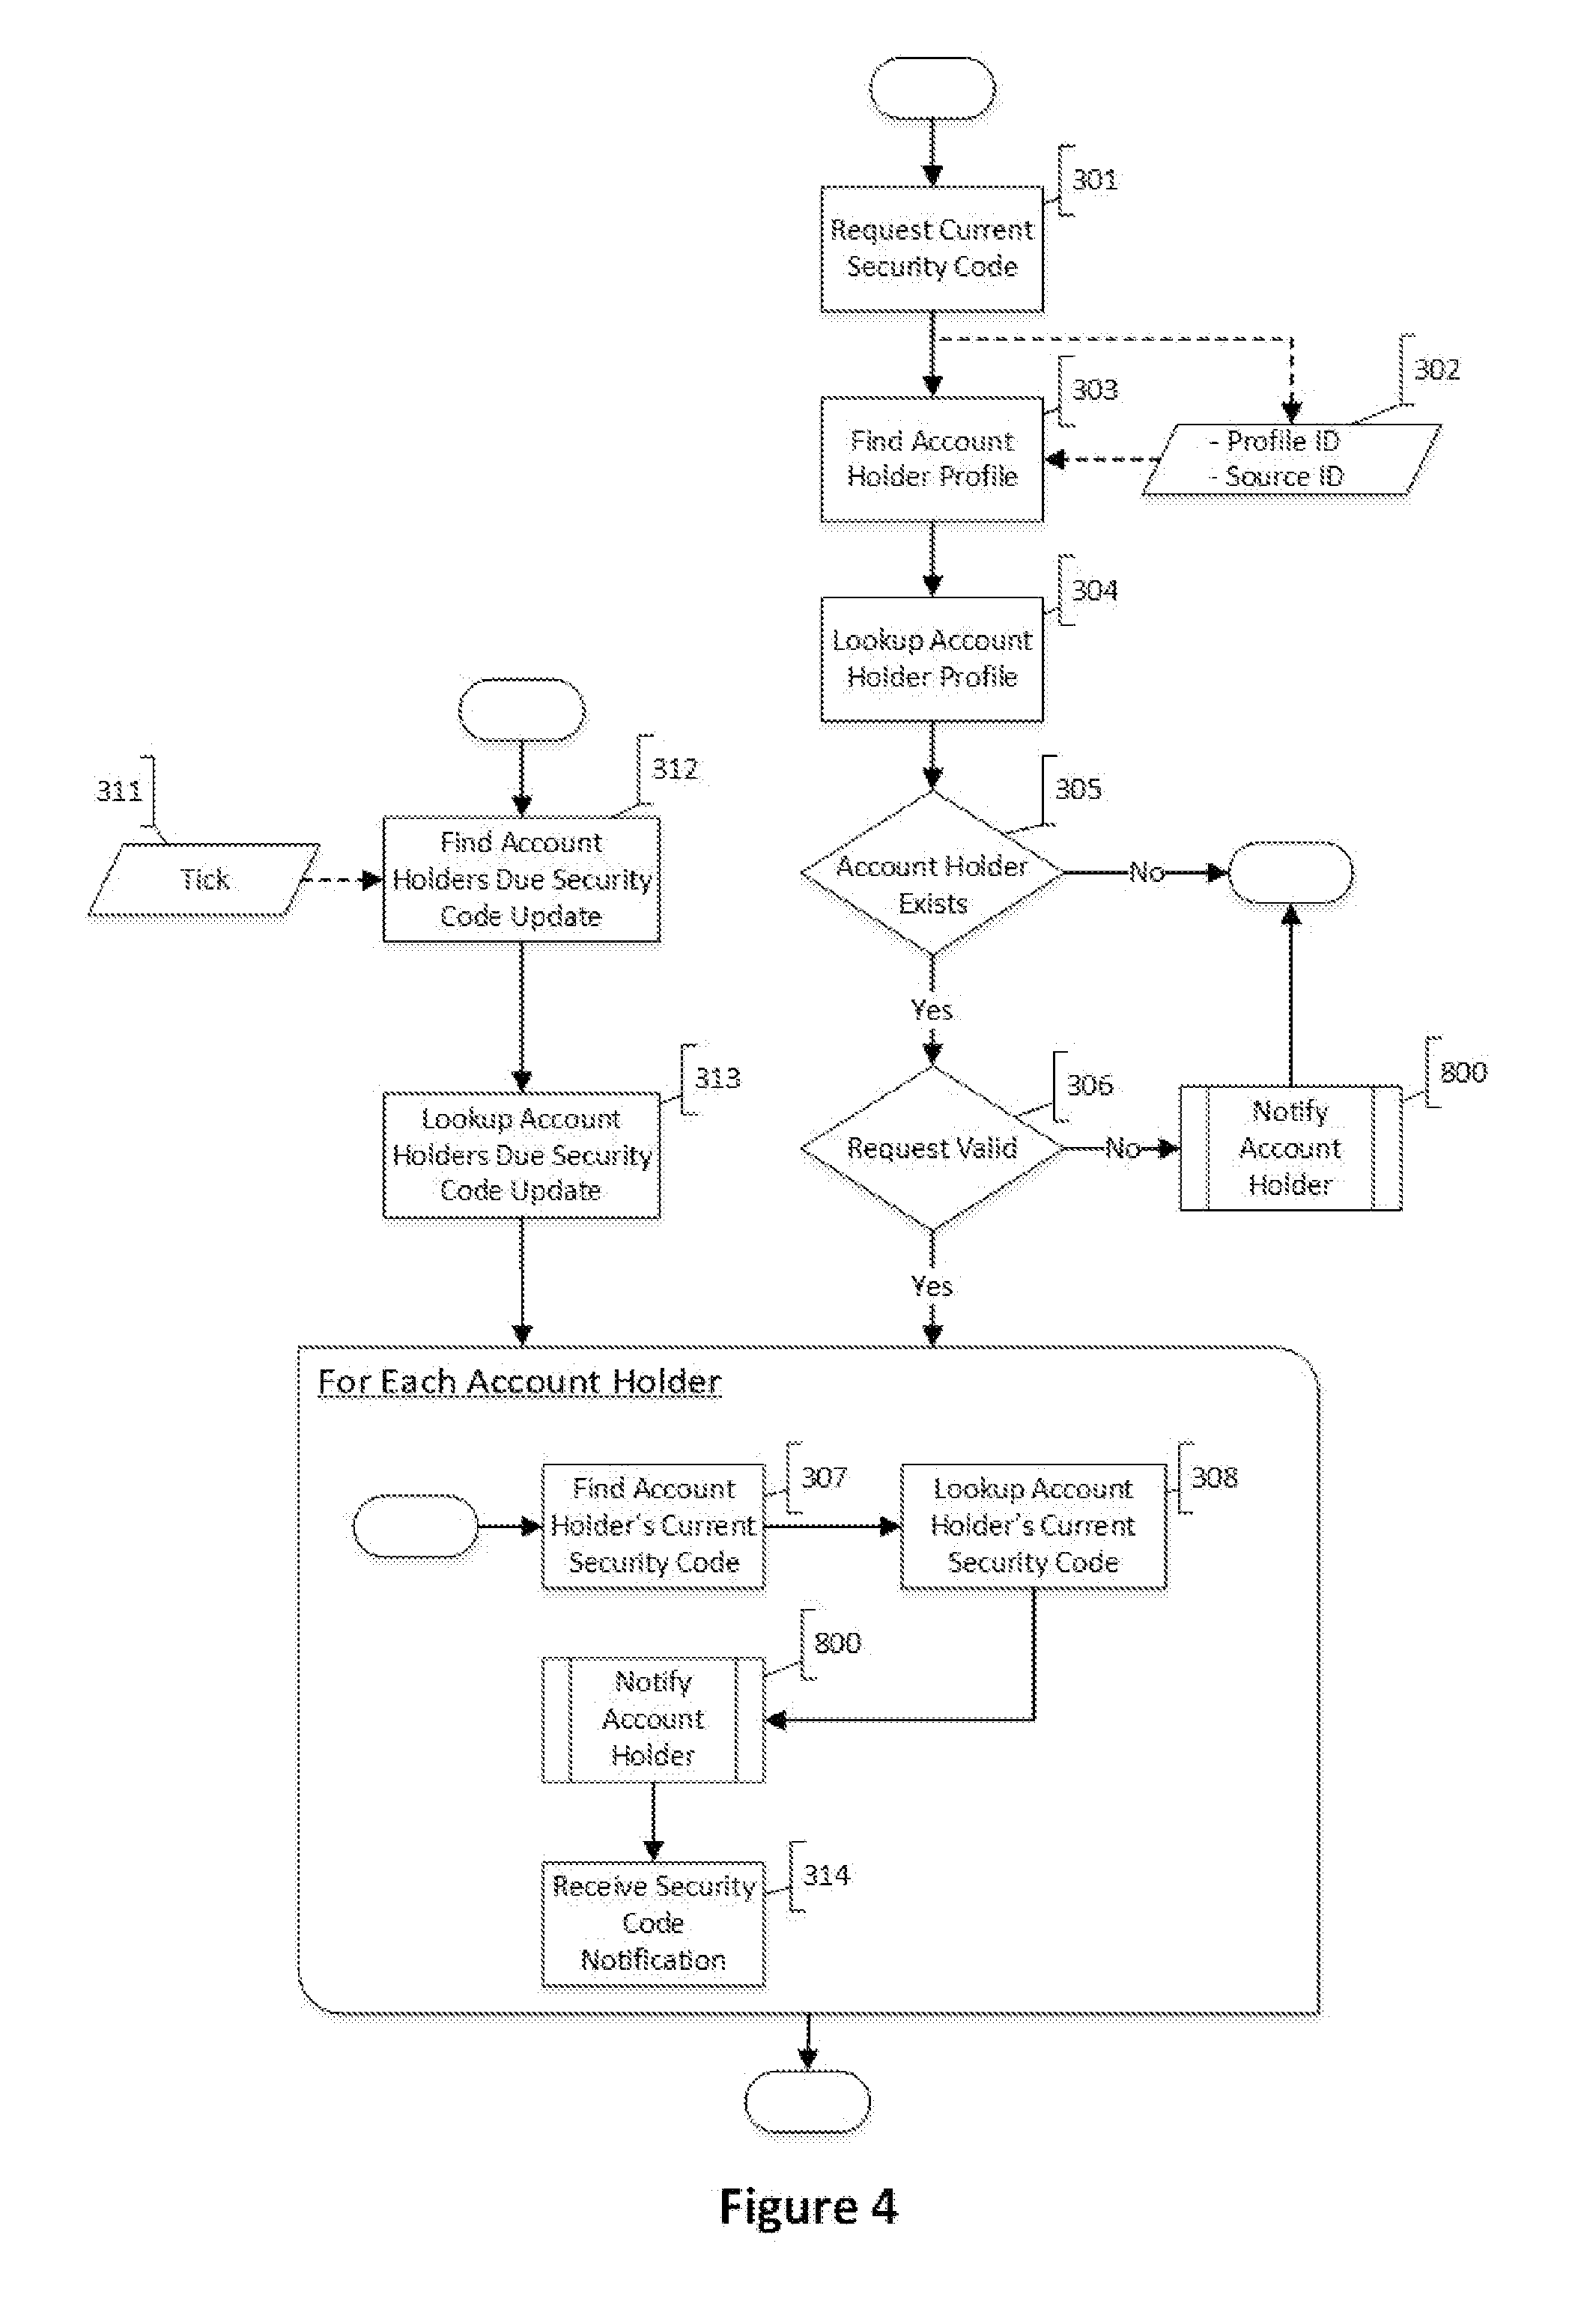 301
Request Current
Security Code
302
303
Find Account
Holder Profile
- Profile ID
- Source ID
304
Lookup Account
Holder Profile
311
312
Tick
Find Account
Holders Due Security
Code Update
305
Account Holder
Exists
No
Yes
313
Lookup Account
Holders Due Security
Code Update
306
Request Valid
No
800
Notify
Account
Holder
Yes
For Each Account Holder
307
Find Account
Holder's Current
Security Code
308
Lookup Account
Holder's Current
Security Code
800
Notify
Account
Holder
314
Receive Security
Code
Notification
Figure 4